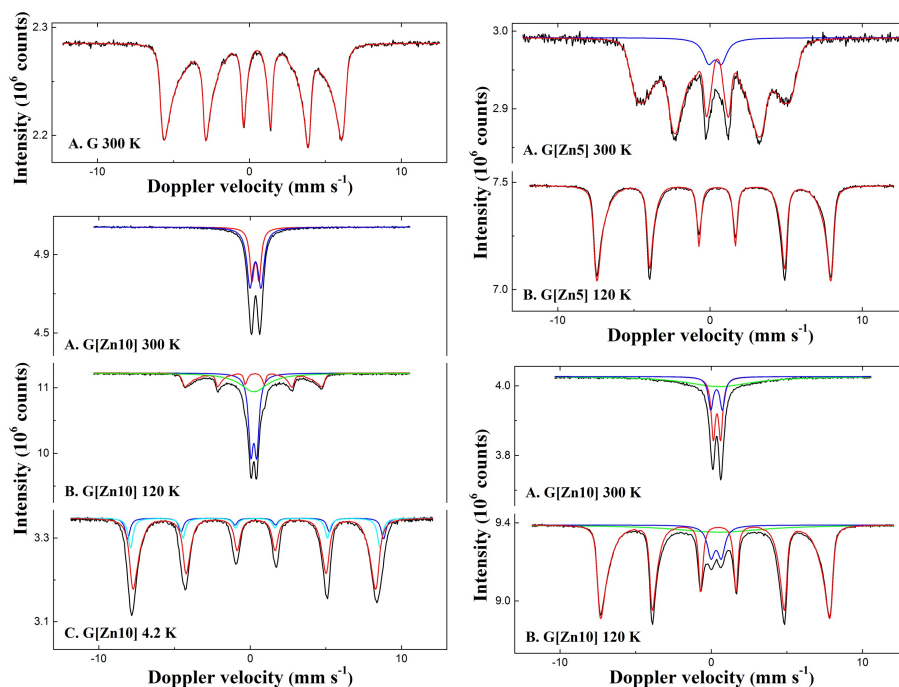 2.3
2.2
Intensity (10⁶ counts)
A. G 300 K
-10
0
10
Doppler velocity (mm s⁻¹)
4.9
4.5
A. G[Zn10] 300 K
11
10
Intensity (10⁶ counts)
B. G[Zn10] 120 K
3.3
3.1
C. G[Zn10] 4.2 K
-10
0
10
Doppler velocity (mm s⁻¹)
3.0
2.9
A. G[Zn5] 300 K
Intensity (10⁶ counts)
7.5
7.0
B. G[Zn5] 120 K
-10
0
10
Doppler velocity (mm s⁻¹)
4.0
3.8
A. G[Zn10] 300 K
Intensity (10⁶ counts)
9.4
9.0
B. G[Zn10] 120 K
-10
0
10
Doppler velocity (mm s⁻¹)